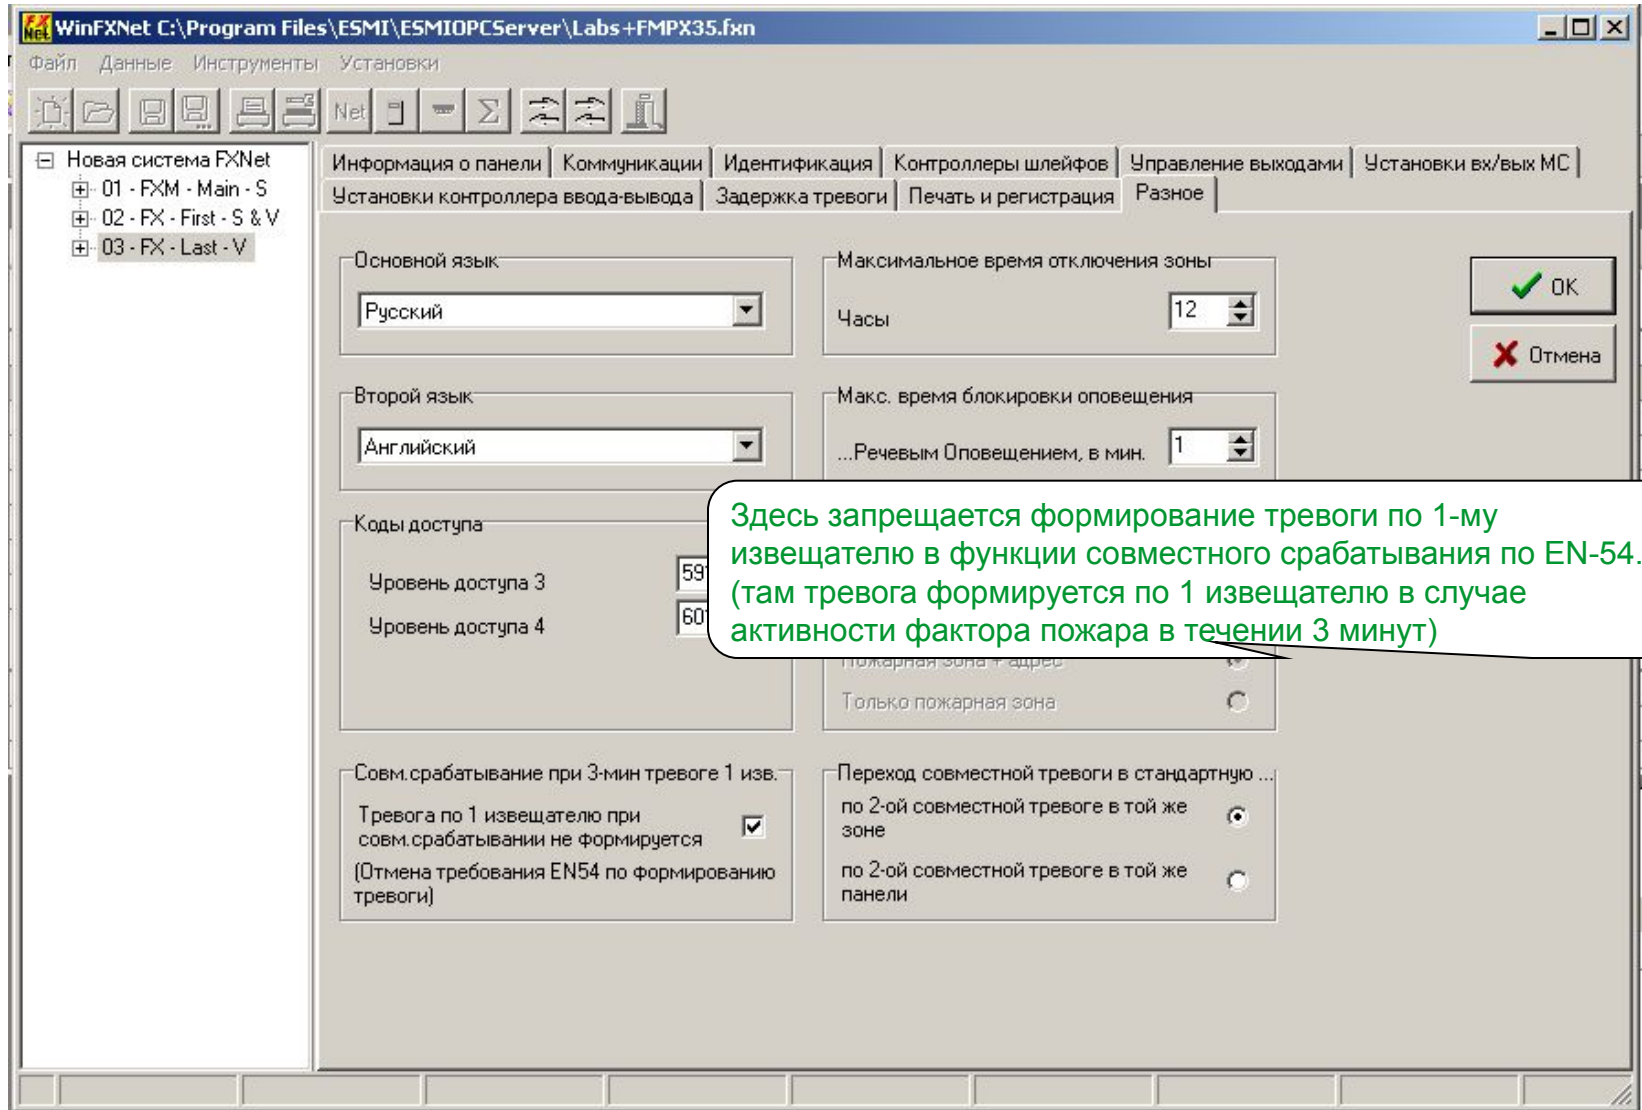 WinFXNet C:\Program Files\ESMI\ESMIOPCServer\Labs+FMPX35.fxn
Файл Данные Инструменты Установки
Net
Новая система FXNet
01 - FXM - Main - S
02 - FX - First - S & V
03 - FX - Last - V
Информация о панели Коммуникации Идентификация Контроллеры шлейфов Управление выходами Установки вх/вых МС
Установки контроллера ввода-вывода Задержка тревоги Печать и регистрация Разное
Основной язык
Русский
Второй язык
Английский
Коды доступа
Уровень доступа 3
Уровень доступа 4
Максимальное время отключения зоны
Часы 12
Макс. время блокировки оповещения
...Речевым Оповещением, в мин. 1
OK
Отмена
Здесь запрещается формирование тревоги по 1-му
извещателю в функции совместного срабатывания по EN-54.
(там тревога формируется по 1 извещателю в случае
активности фактора пожара в течении 3 минут)
Пожарная зона + адрес
Только пожарная зона
Совм.срабатывание при 3-мин тревоге 1 изв.
Тревога по 1 извещателю при
совм.срабатывании не формируется
(Отмена требования EN54 по формированию
тревоги)
Переход совместной тревоги в стандартную ...
по 2-ой совместной тревоге в той же
зоне
по 2-ой совместной тревоге в той же
панели